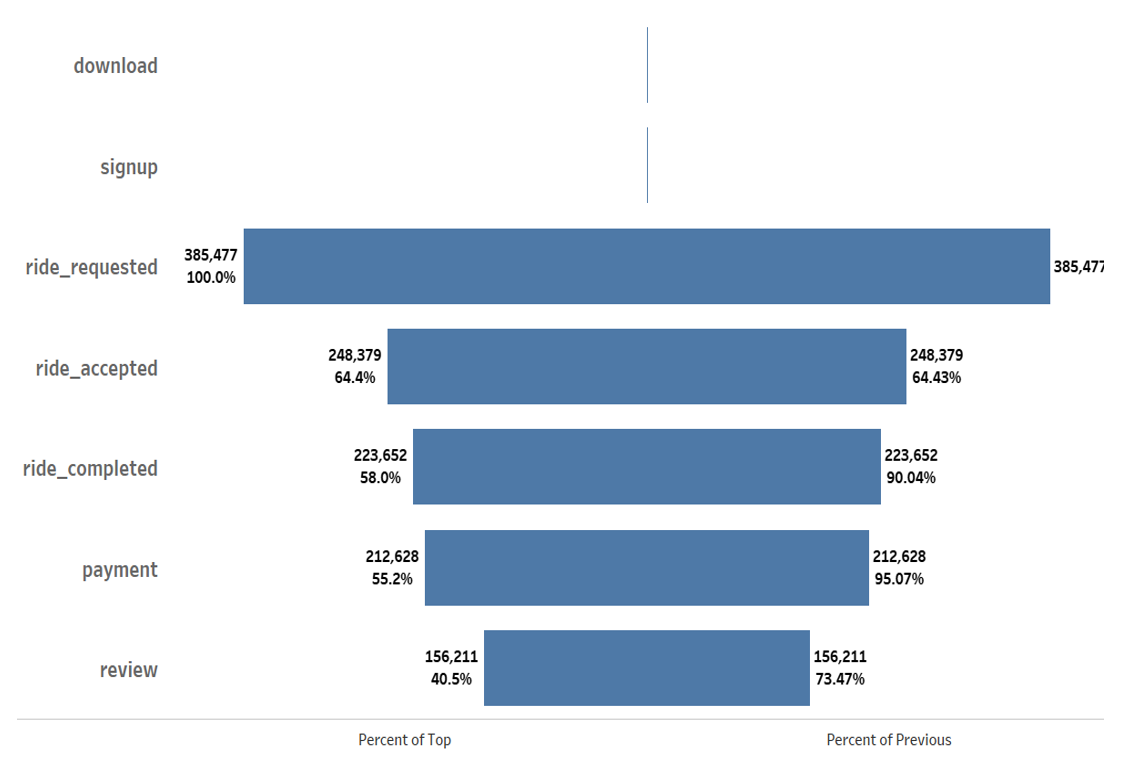 download
signup
ride_requested
385,477
100.0%
385,477
ride_accepted
248,379
64.4%
248,379
64.43%
ride_completed
223,652
58.0%
223,652
90.04%
payment
212,628
55.2%
212,628
95.07%
review
156,211
40.5%
156,211
73.47%
Percent of Top
Percent of Previous